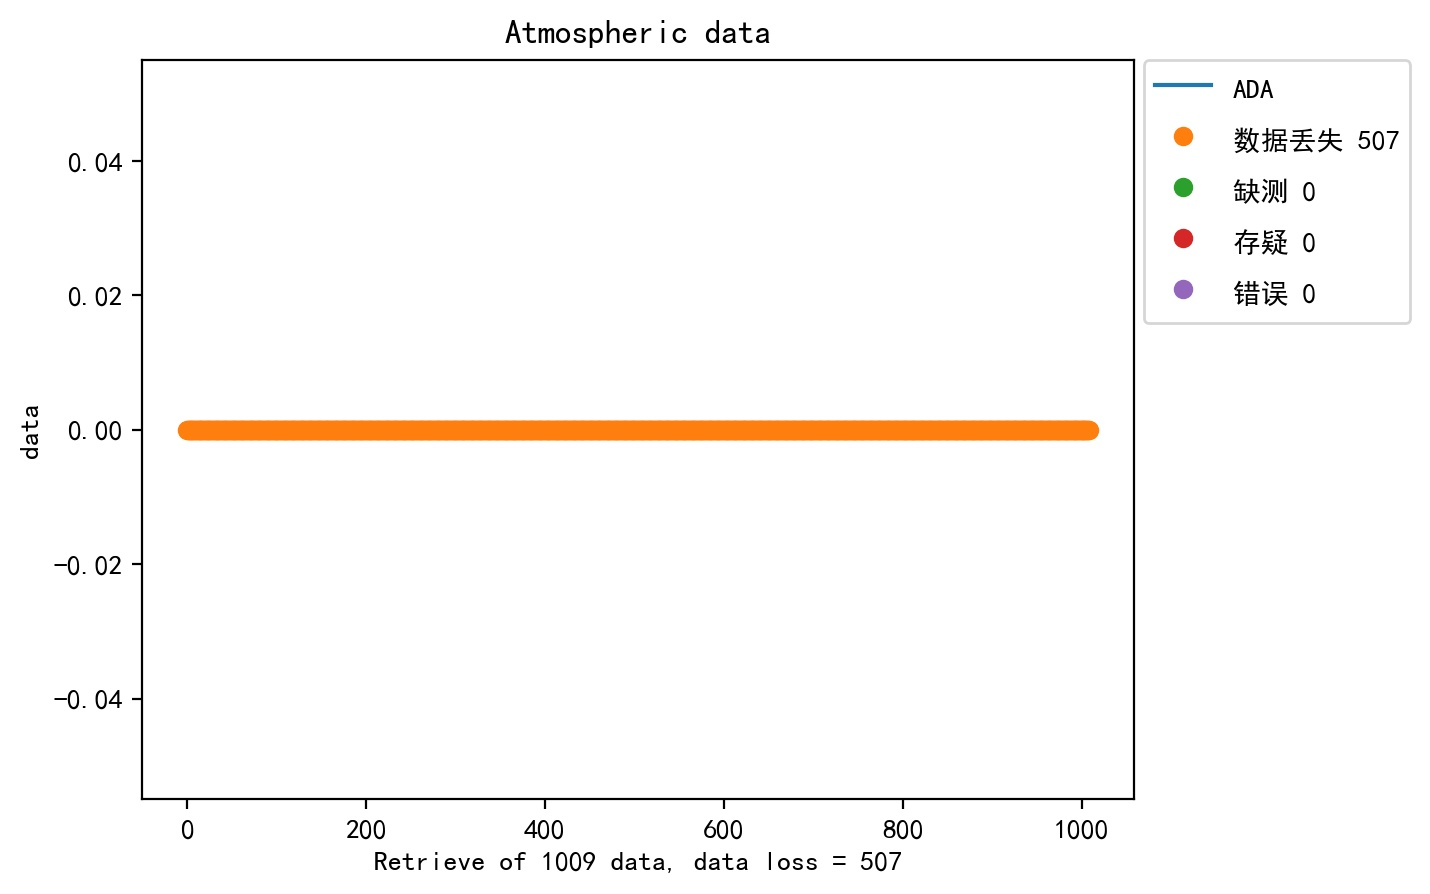 Atmospheric data
ADA
数据丢失 507
缺测 0
存疑 0
错误 0
0.04
0.02
0.00
-0.02
-0.04
data
0 200 400 600 800 1000
Retrieve of 1009 data, data loss = 507